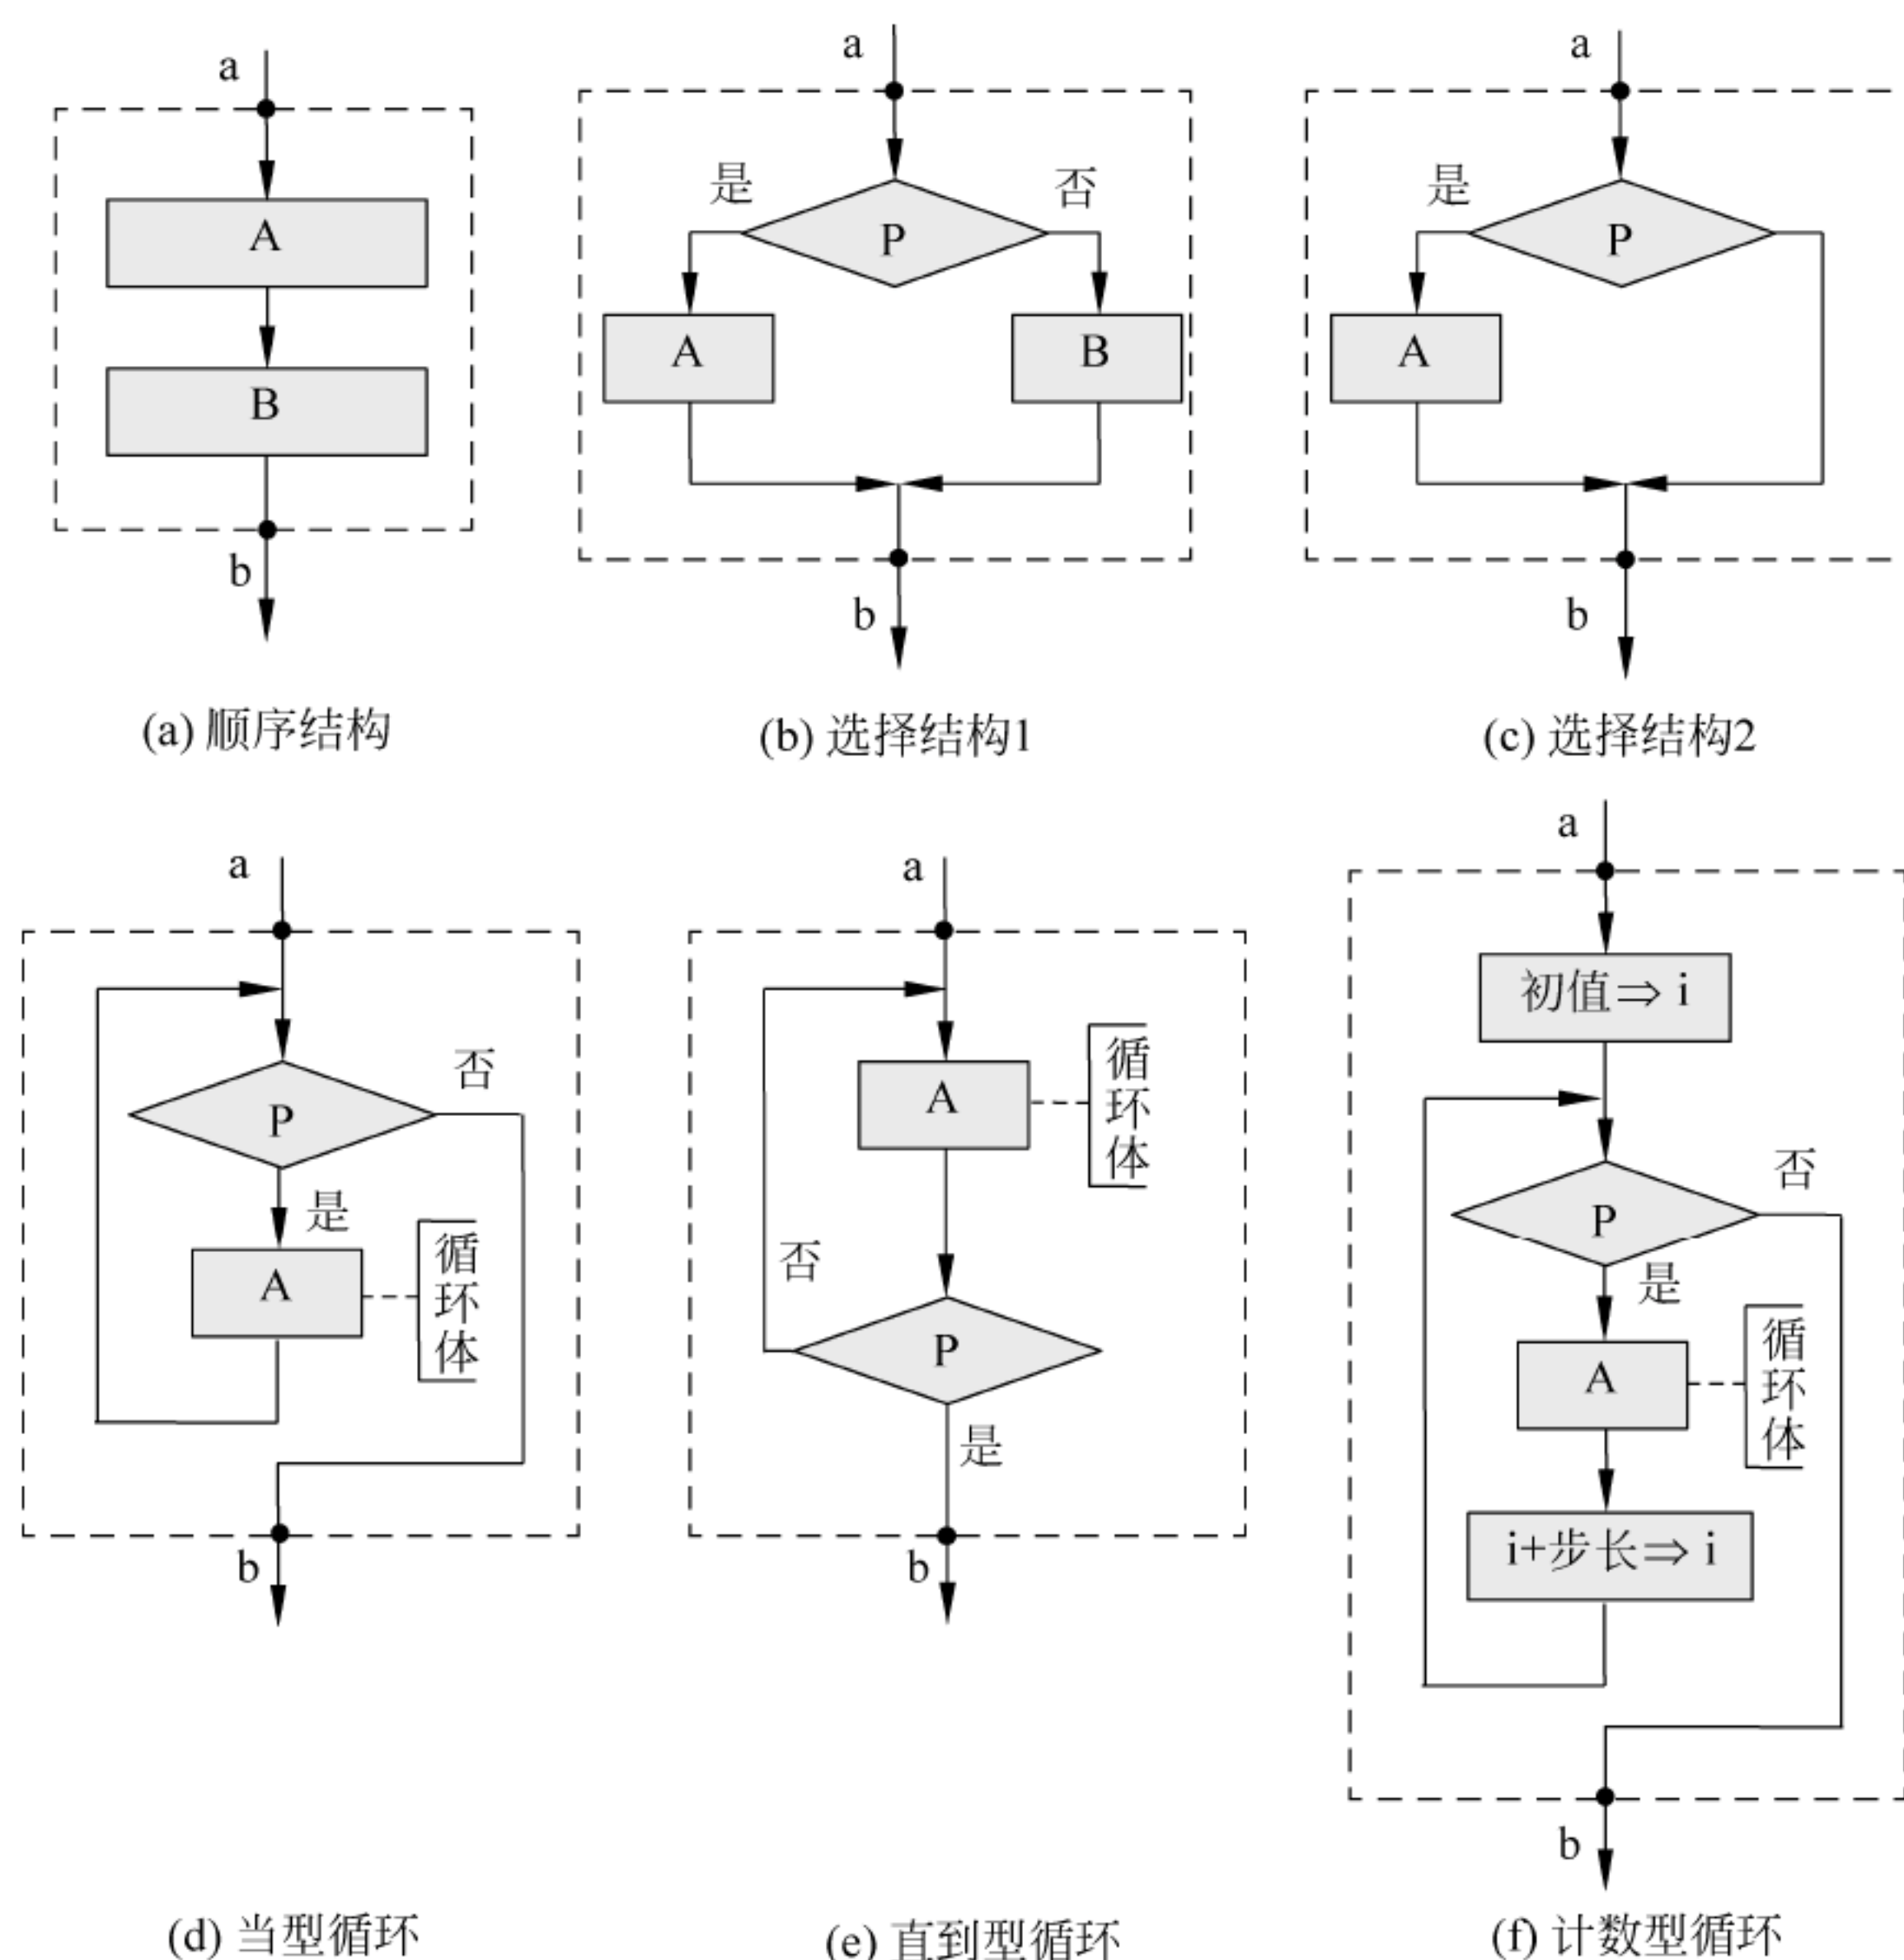 a
A
B
b
(a) 顺序结构
a
是
否
P
A
B
b
(b) 选择结构1
a
是
P
A
b
(c) 选择结构2
a
P
否
是
A
循环体
b
(d) 当型循环
a
A
循环体
否
P
是
b
(e) 直到型循环
a
初值⇒ i
P
否
是
A
循环体
i+步长⇒ i
b
(f) 计数型循环